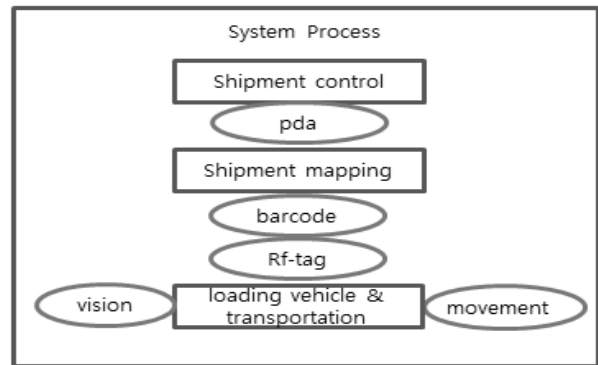 System Process
Shipment control
pda
Shipment mapping
barcode
Rf-tag
vision
loading vehicle &
transportation
movement